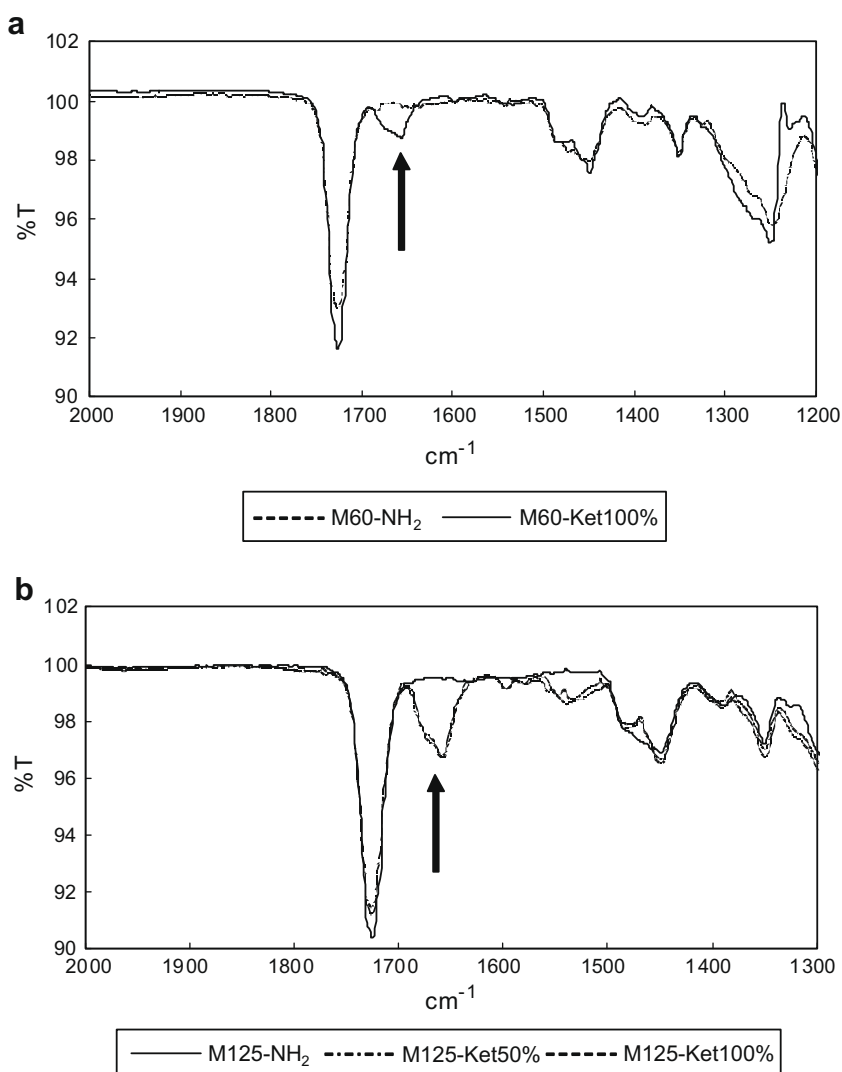 a
102
100
98
96
94
92
90
%T
2000 1900 1800 1700 1600 1500 1400 1300 1200
cm⁻¹
M60-NH₂ M60-Ket100%
b
102
100
98
96
94
92
90
%T
2000 1900 1800 1700 1600 1500 1400 1300
cm⁻¹
M125-NH₂ M125-Ket50% M125-Ket100%